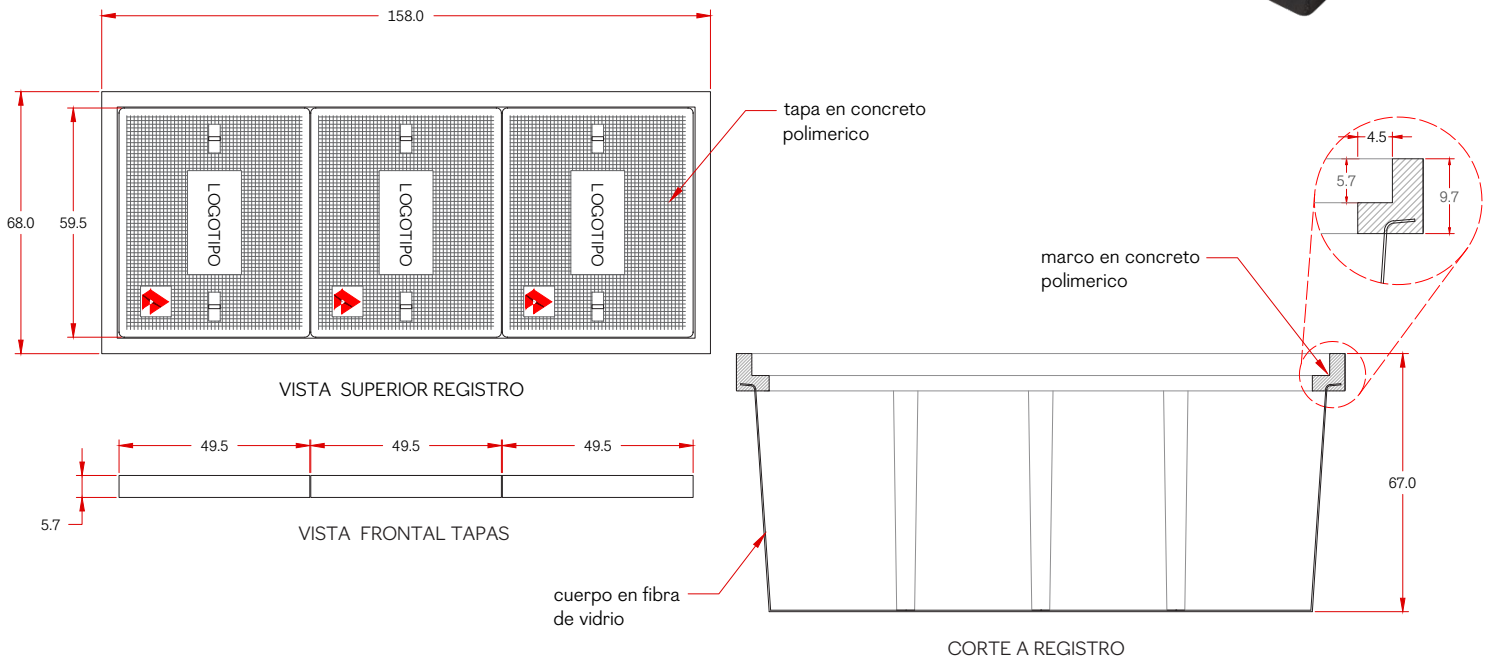 158.0
68.0
59.5
LOGOTIPO
LOGOTIPO
LOGOTIPO
tapa en concreto
polimerico
VISTA SUPERIOR REGISTRO
49.5
49.5
49.5
5.7
VISTA FRONTAL TAPAS
4.5
5.7
9.7
marco en concreto
polimerico
67.0
cuerpo en fibra
de vidrio
CORTE A REGISTRO